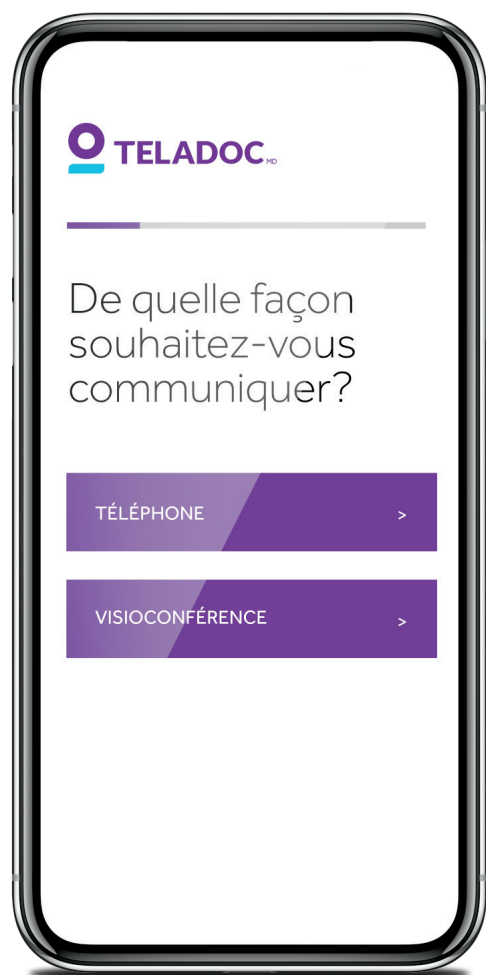 TELADOC MD
De quelle façon
souhaitez-vous
communiquer?
TÉLÉPHONE >
VISIOCONFÉRENCE >